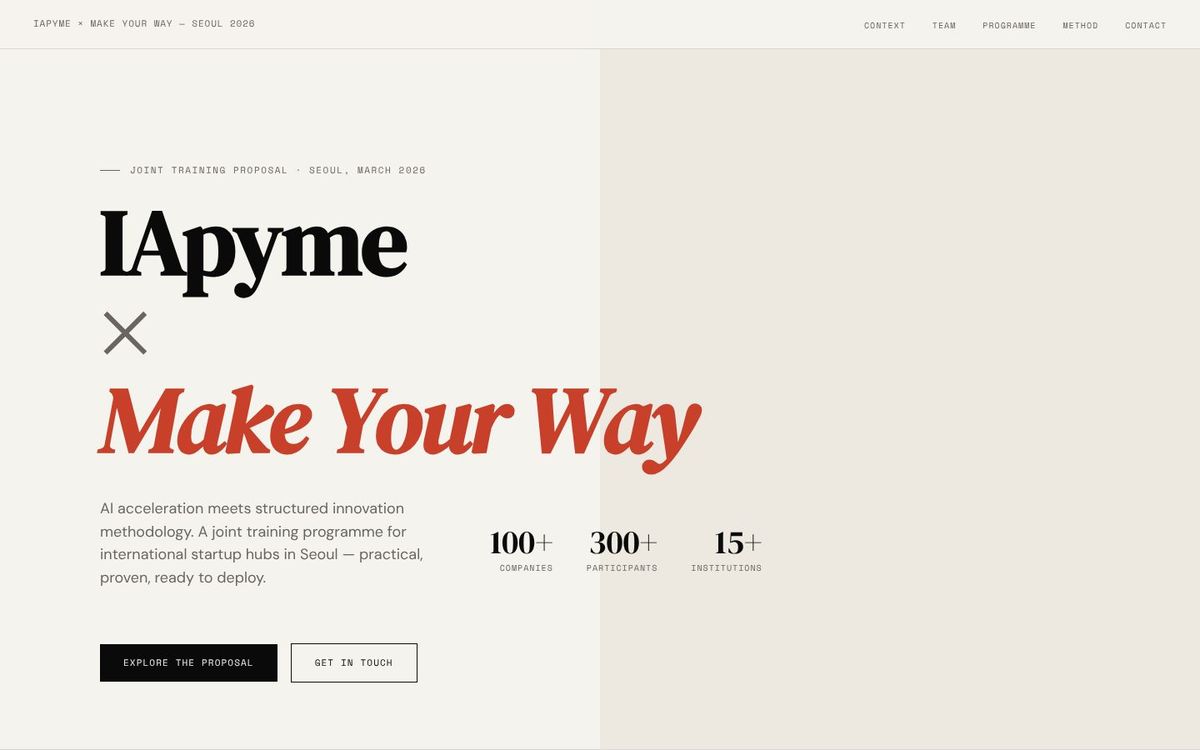 IAPYME × MAKE YOUR WAY — SEOUL 2026
CONTEXT TEAM PROGRAMME METHOD CONTACT
JOINT TRAINING PROPOSAL · SEOUL, MARCH 2026
IApyme
×
Make Your Way
AI acceleration meets structured innovation
methodology. A joint training programme for
international startup hubs in Seoul — practical,
proven, ready to deploy.
100+ 300+ 15+
COMPANIES PARTICIPANTS INSTITUTIONS
EXPLORE THE PROPOSAL GET IN TOUCH